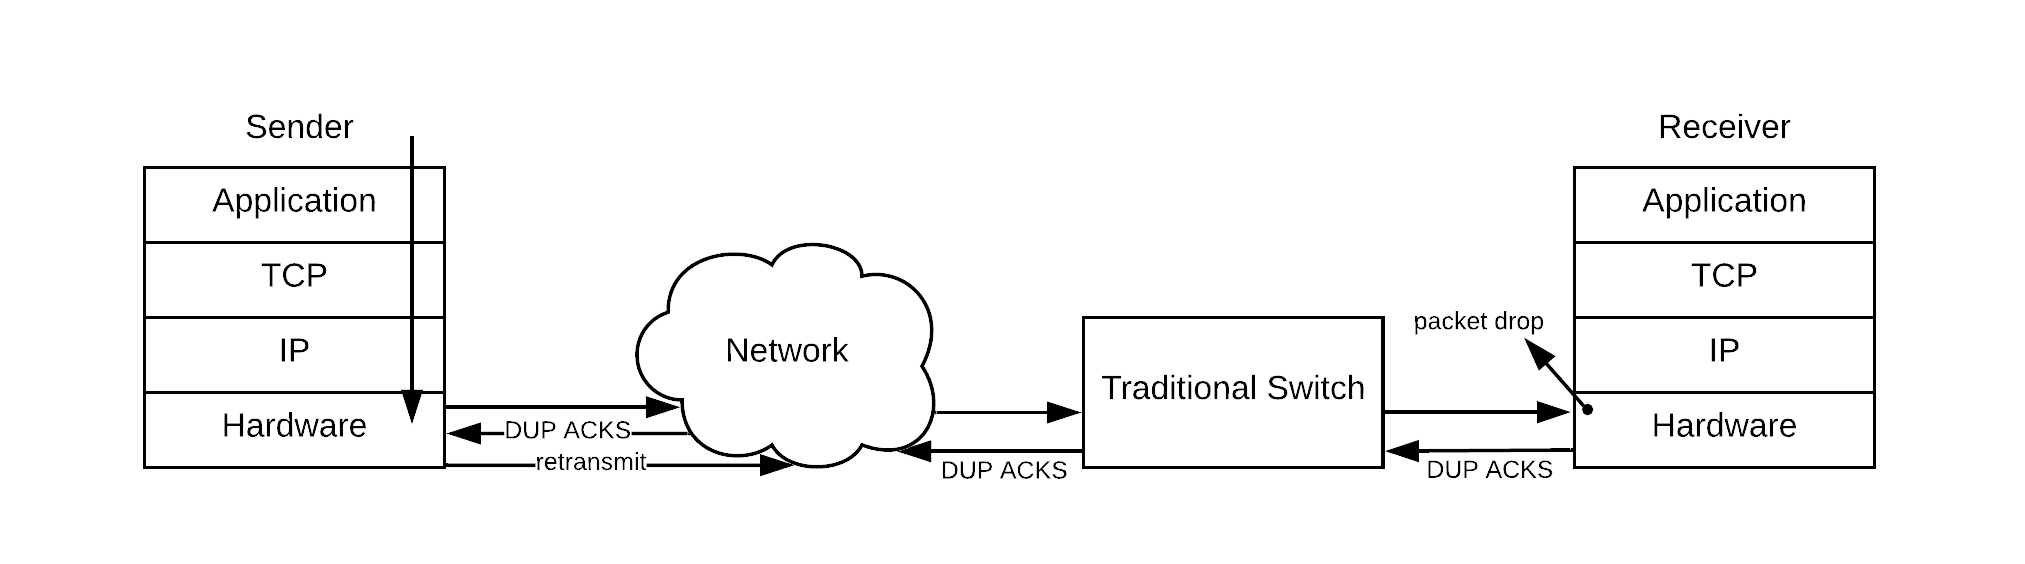 Sender
Receiver
Application
TCP
IP
Hardware
DUP ACKS
retransmit
Network
DUP ACKS
Traditional Switch
packet drop
DUP ACKS
Application
TCP
IP
Hardware